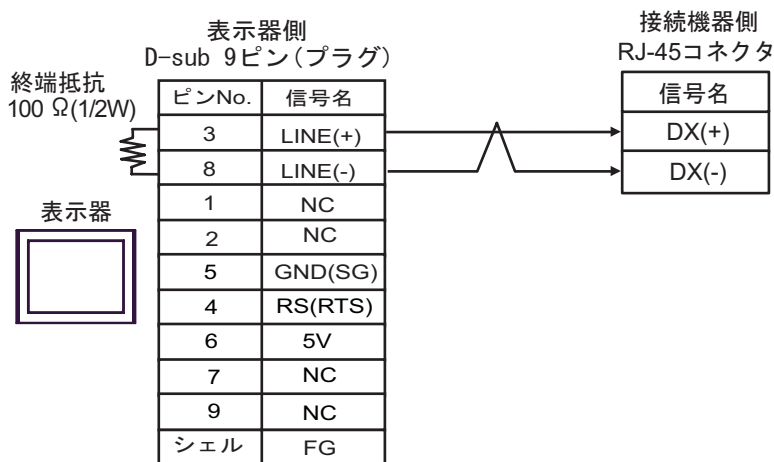 表示器側
D-sub 9ピン(プラグ)
接続機器側
RJ-45コネクタ
終端抵抗
100 Ω(1/2W)
表示器
ピンNo. 信号名
3 LINE(+)
8 LINE(-)
1 NC
2 NC
5 GND(SG)
4 RS(RTS)
6 5V
7 NC
9 NC
シェル FG
信号名
DX(+)
DX(-)